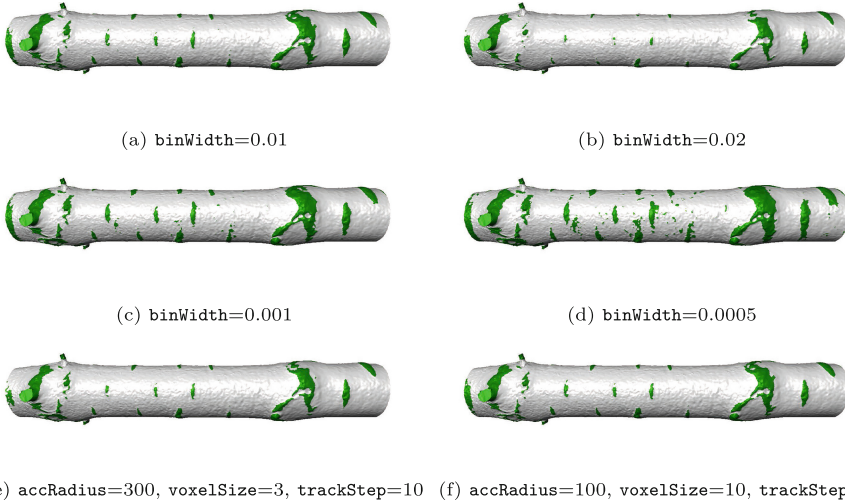 (a) binWidth=0.01
(b) binWidth=0.02
(c) binWidth=0.001
(d) binWidth=0.0005
) accRadius=300, voxelSize=3, trackStep=10
(f) accRadius=100, voxelSize=10, trackStep